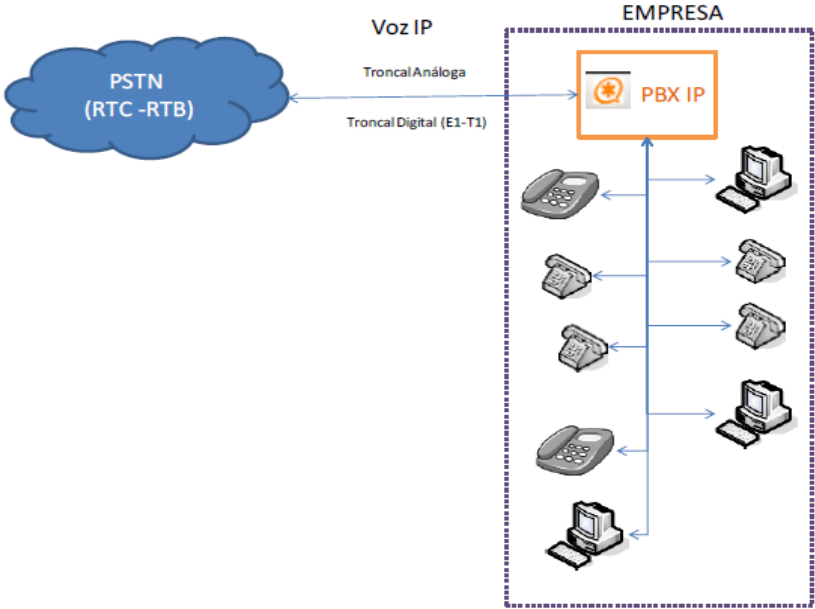 EMPRESA
Voz IP
PSTN
(RTC -RTB)
Troncal Análoga
PBX IP
Troncal Digital (E1-T1)